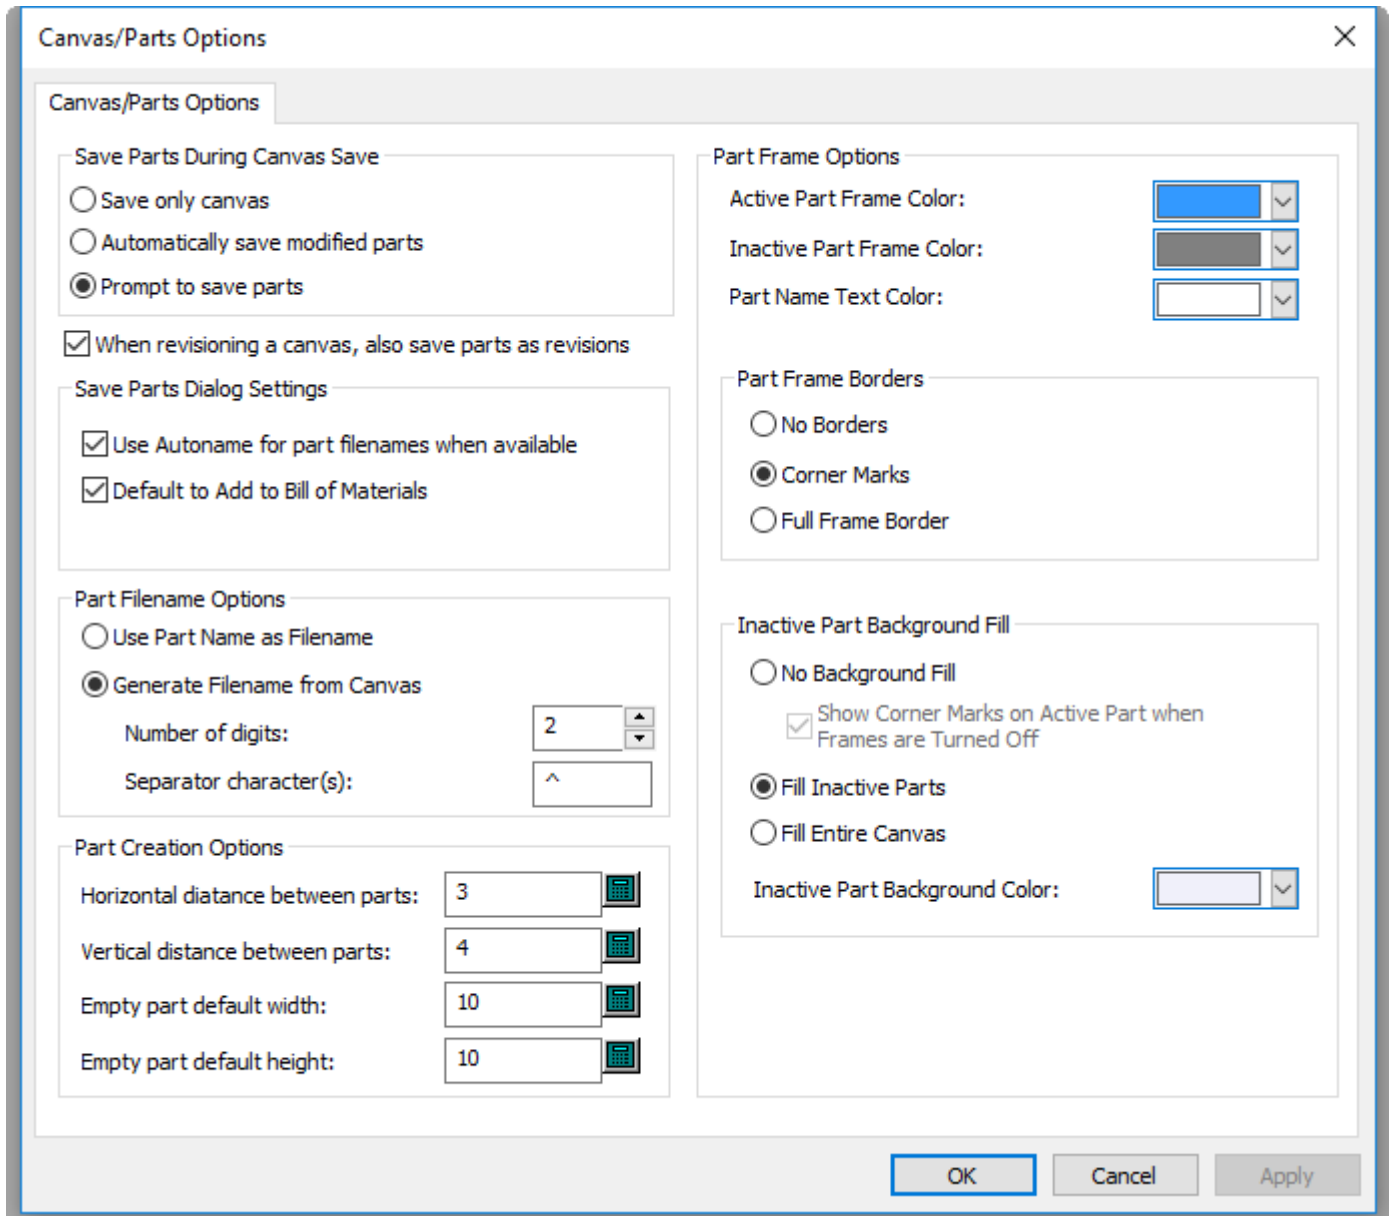 Canvas/Parts Options
Canvas/Parts Options
Save Parts During Canvas Save
Save only canvas
Automatically save modified parts
Prompt to save parts
When revisioning a canvas, also save parts as revisions
Save Parts Dialog Settings
Use Autoname for part filenames when available
Default to Add to Bill of Materials
Part Filename Options
Use Part Name as Filename
Generate Filename from Canvas
Number of digits: 2
Separator character(s): ^
Part Creation Options
Horizontal diatance between parts: 3
Vertical distance between parts: 4
Empty part default width: 10
Empty part default height: 10
Part Frame Options
Active Part Frame Color:
Inactive Part Frame Color:
Part Name Text Color:
Part Frame Borders
No Borders
Corner Marks
Full Frame Border
Inactive Part Background Fill
No Background Fill
Show Corner Marks on Active Part when
Frames are Turned Off
Fill Inactive Parts
Fill Entire Canvas
Inactive Part Background Color:
OK Cancel Apply